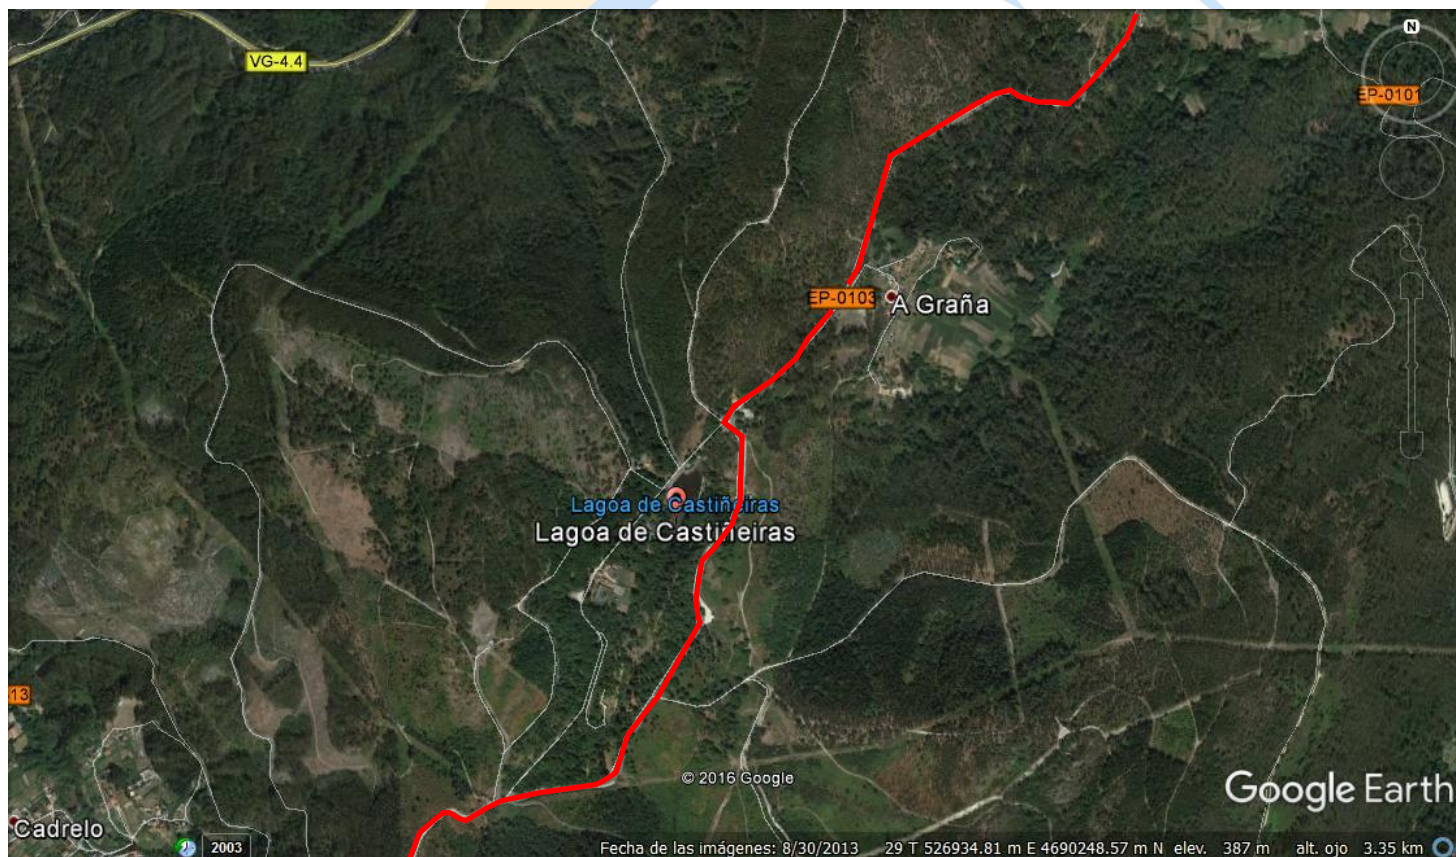 N
VG-4.4
EP-0101
EP-0103
A Graña
Lagoa de Castiñeiras
Lagoa de Castiñeiras
13
© 2016 Google
Google Earth
Cadrelo
2003
Fecha de las imágenes: 8/30/2013 29 T 526934.81 m E 4690248.57 m N elev. 387 m alt. ojo 3.35 km